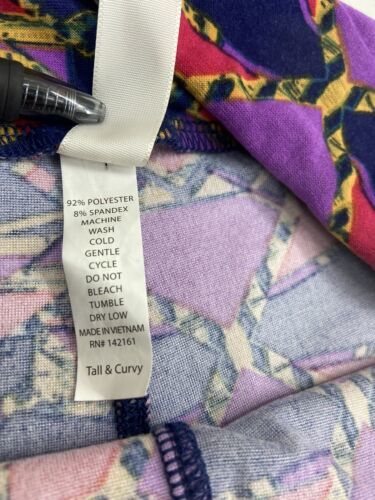 92% POLYESTER
8% SPANDEX
MACHINE
WASH
COLD
GENTLE
CYCLE
DO NOT
BLEACH
TUMBLE
DRY LOW
MADE IN VIETNAM
RN# 142161
Tall & Curvy